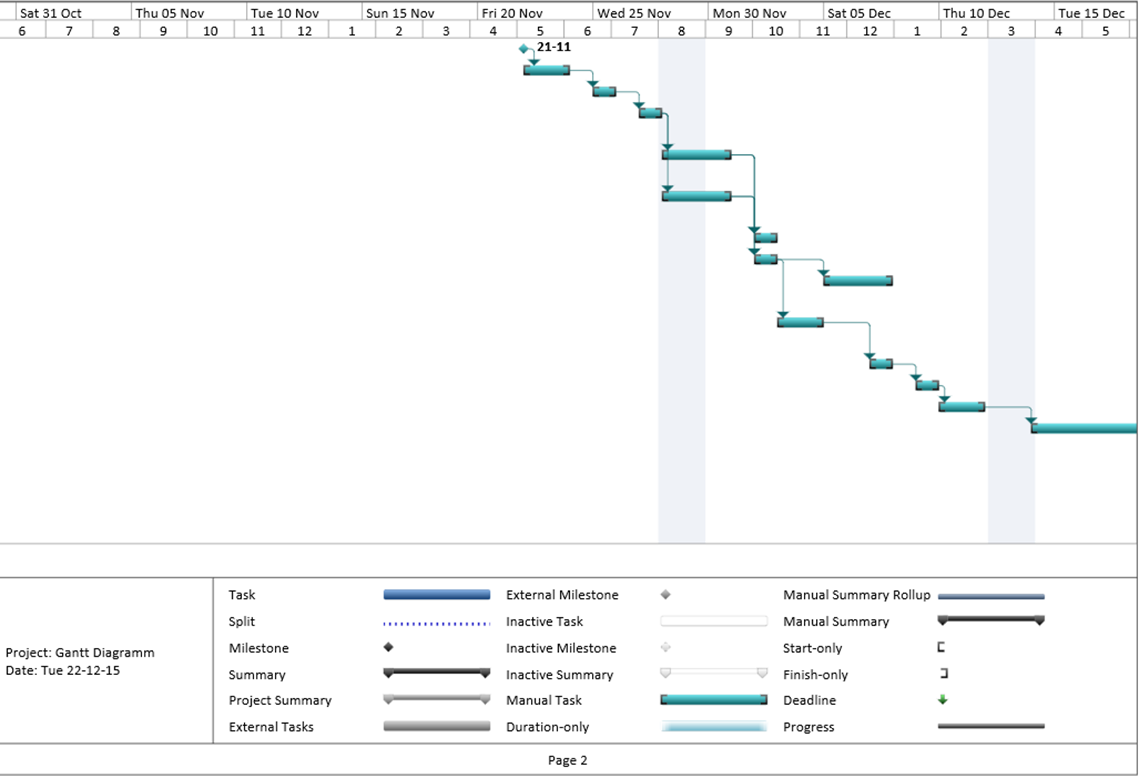 Sat 31 Oct Thu 05 Nov Tue 10 Nov Sun 15 Nov Fri 20 Nov Wed 25 Nov Mon 30 Nov Sat 05 Dec Thu 10 Dec Tue 15 Dec
6 7 8 9 10 11 12 1 2 3 4 5 6 7 8 9 10 11 12 1 2 3 4 5
21-11
Task External Milestone Manual Summary Rollup
Split Inactive Task Manual Summary
Milestone Inactive Milestone Start-only
Summary Inactive Summary Finish-only
Project Summary Manual Task Deadline
External Tasks Duration-only Progress
Project: Gantt Diagramm
Date: Tue 22-12-15
Page 2